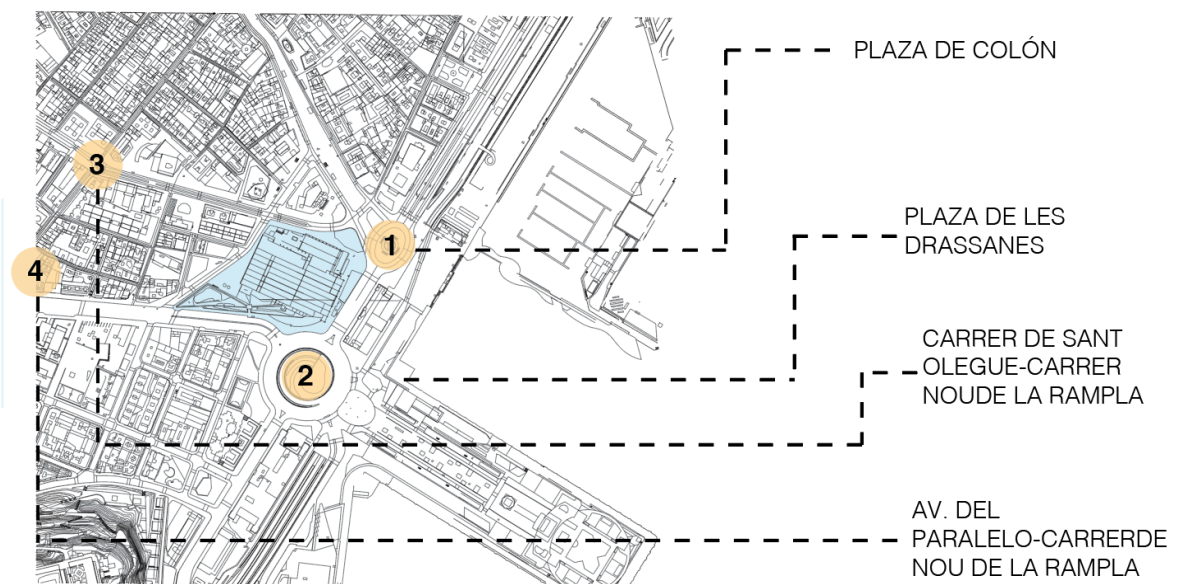 PLAZA DE COLÓN
3
PLAZA DE LES
DRASSANES
1
4
CARRER DE SANT
OLEGUE-CARRER
NOUDE LA RAMPLA
2
AV. DEL
PARALELO-CARRERDE
NOU DE LA RAMPLA